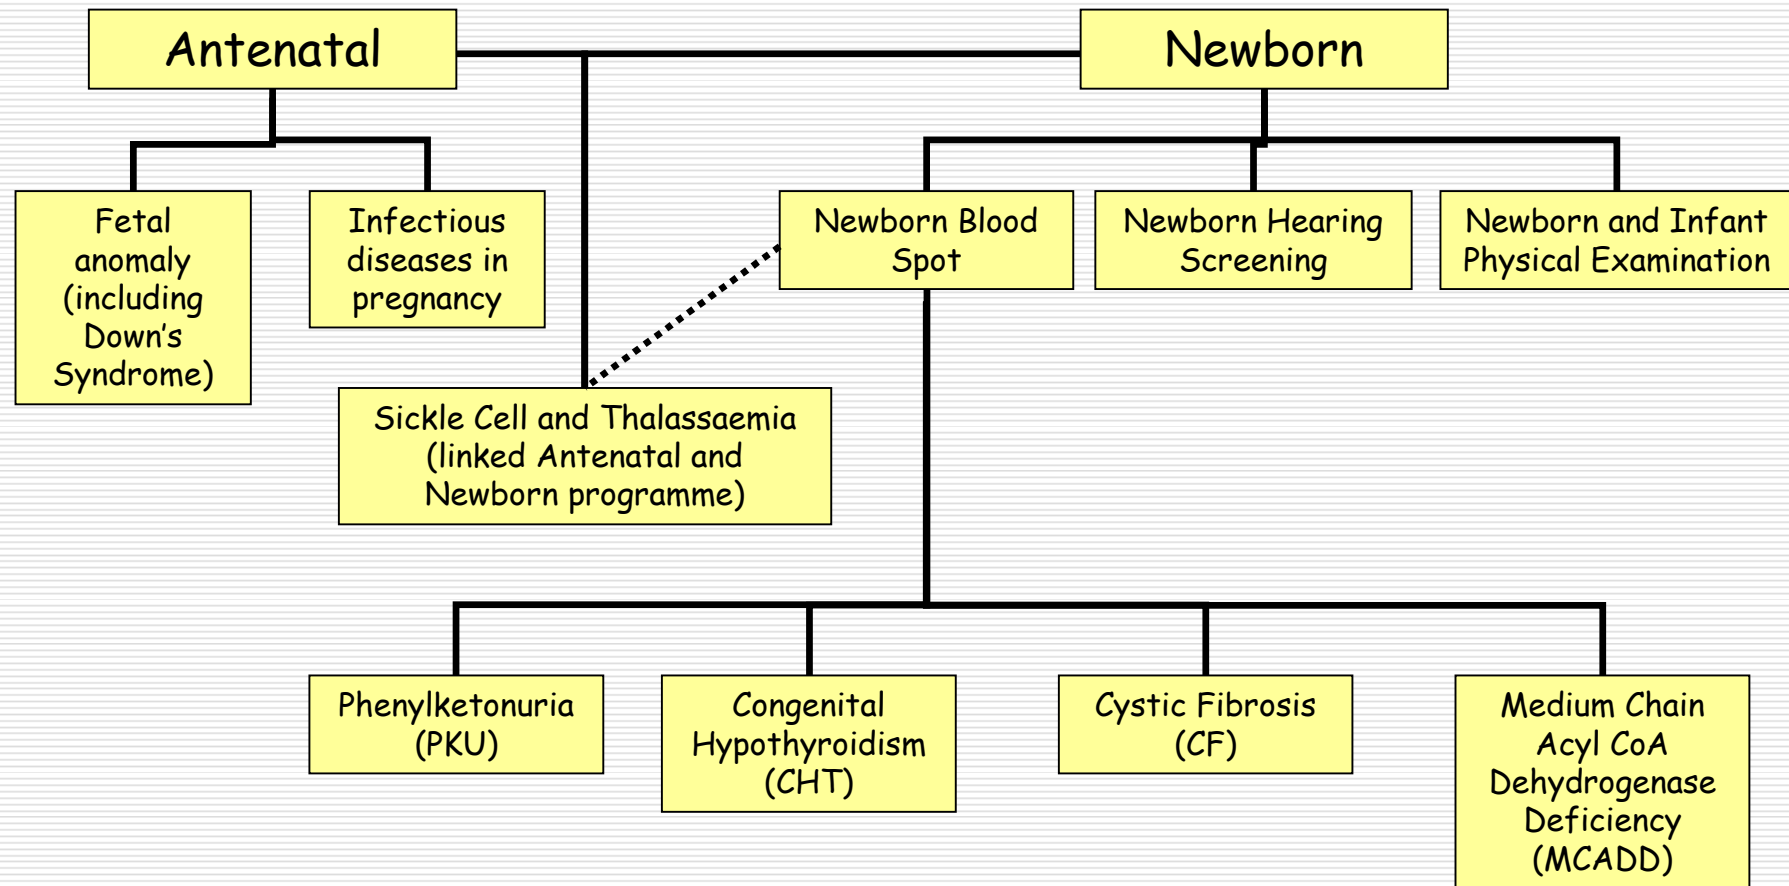 Antenatal
Newborn
Fetal
anomaly
(including
Down's
Syndrome)
Infectious
diseases in
pregnancy
Newborn Blood
Spot
Newborn Hearing
Screening
Newborn and Infant
Physical Examination
Sickle Cell and Thalassaemia
(linked Antenatal and
Newborn programme)
Phenylketonuria
(PKU)
Congenital
Hypothyroidism
(CHT)
Cystic Fibrosis
(CF)
Medium Chain
Acyl CoA
Dehydrogenase
Deficiency
(MCADD)